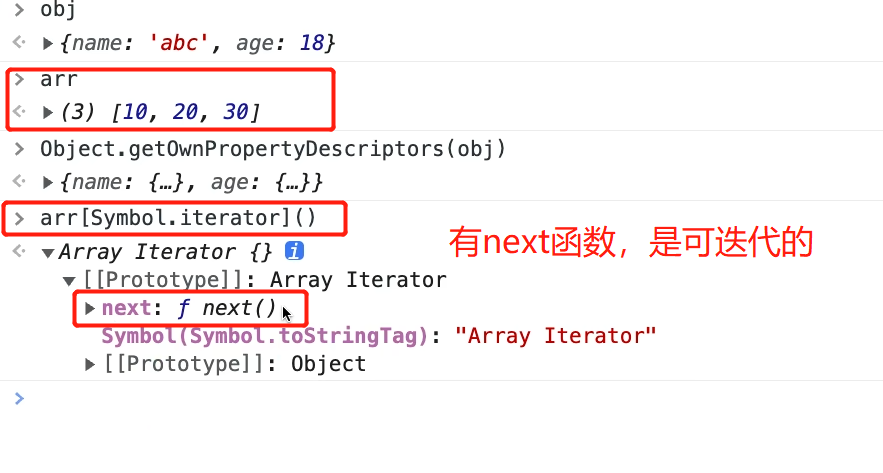 > obj
<· ▶{name: 'abc', age: 18}
> arr
<· ▶(3) [10, 20, 30]
> Object.getOwnPropertyDescriptors(obj)
<· ▶{name: {…}, age: {…}}
> arr[Symbol.iterator]()
<· ▼Array Iterator {} i
有next函数，是可迭代的
▼[[Prototype]]: Array Iterator
▶next: ƒ next()
Symbol(Symbol.toStringTag): "Array Iterator"
▶[[Prototype]]: Object
>